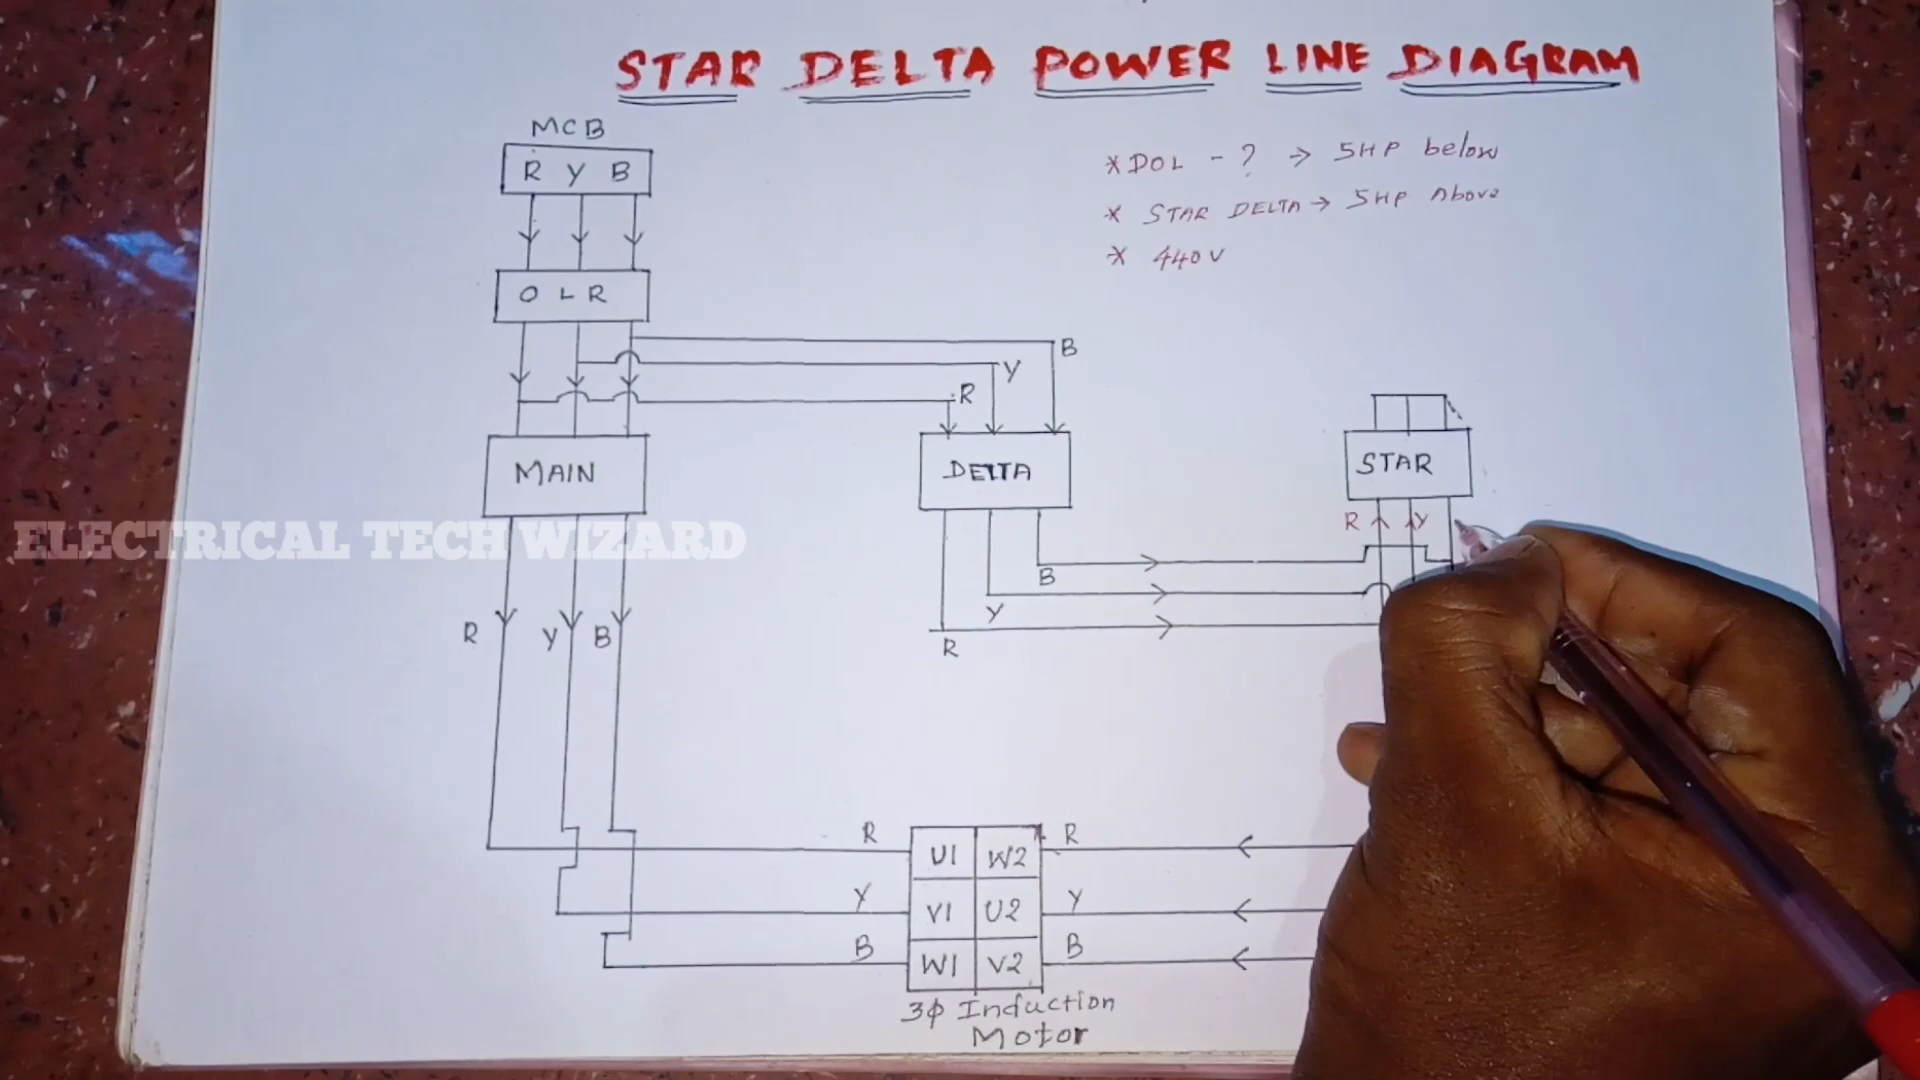 STAR DELTA POWER LINE DIAGRAM
MCB
R Y B
* DOL - ? → 5HP below
* STAR DELTA → 5HP Above
* 440V
O L R
B
Y
R
MAIN
DELTA
STAR
R Y
ELECTRICAL TECH WIZARD
B
Y
R
R Y B
R U1 W2 R
Y V1 U2 Y
B W1 V2 B
3φ Induction
Motor